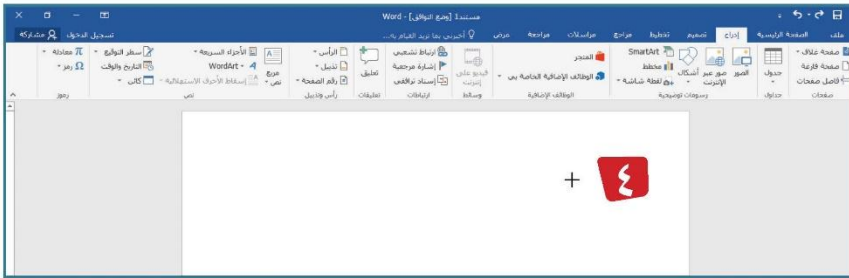 مستند1 [وضع التوافق] - Word
ملف الصفحة الرئيسية إدراج تصميم تخطيط مراجع مراسلات مراجعة عرض أخبرني بما تريد القيام به... تسجيل الدخول مشاركة
صفحة غلاف
صفحة فارغة
فاصل صفحات
صفحات
جدول
جداول
الصور
صور عبر الإنترنت
أشكال
SmartArt
مخطط
لقطة شاشة
رسومات توضيحية
المتجر
الوظائف الإضافية الخاصة بي
الوظائف الإضافية
فيديو على إنترنت
وسائط
ارتباط تشعبي
إشارة مرجعية
إسناد ترافقي
ارتباطات
تعليق
تعليقات
الرأس
تذييل
رقم الصفحة
رأس وتذييل
مربع نص
الأجزاء السريعة
WordArt
إسقاط الأحرف الاستهلالية
سطر التوقيع
التاريخ والوقت
كائن
نص
π معادلة
Ω رمز
رموز
٤